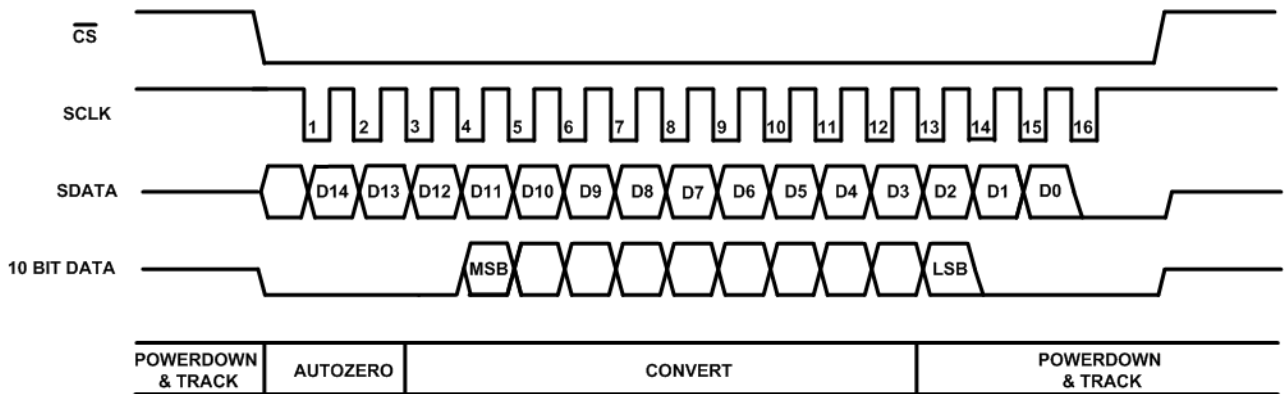 CS
SCLK
1 2 3 4 5 6 7 8 9 10 11 12 13 14 15 16
SDATA
D14 D13 D12 D11 D10 D9 D8 D7 D6 D5 D4 D3 D2 D1 D0
10 BIT DATA
MSB LSB
POWERDOWN
& TRACK
AUTOZERO
CONVERT
POWERDOWN
& TRACK